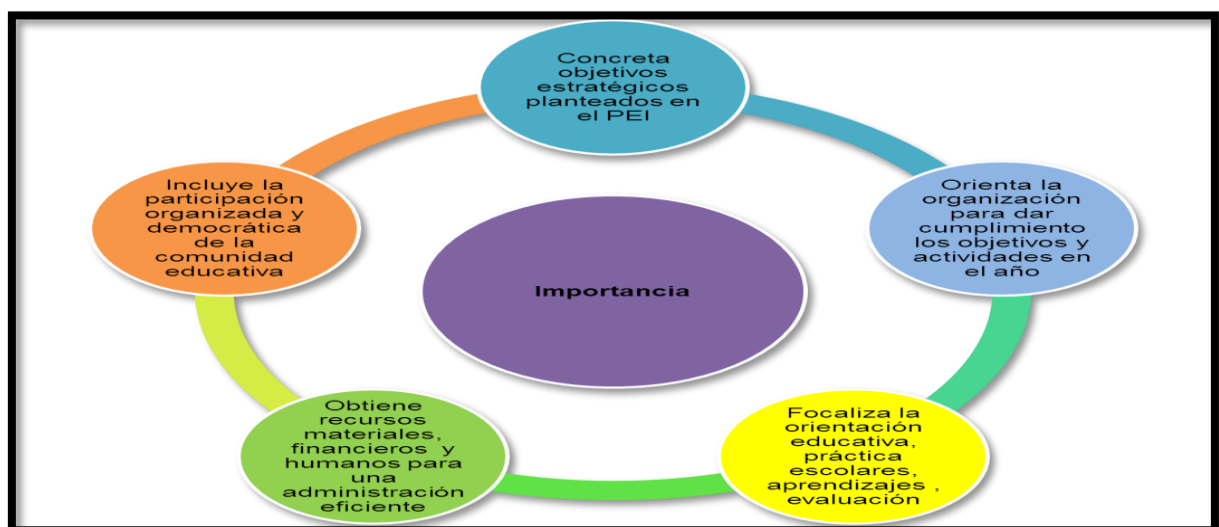 Concreta
objetivos
estratégicos
planteados en
el PEI
Orienta la
organización
para dar
cumplimiento
los objetivos y
actividades en
el año
Focaliza la
orientación
educativa,
práctica
escolares,
aprendizajes ,
evaluación
Obtiene
recursos
materiales,
financieros y
humanos para
una
administración
eficiente
Incluye la
participación
organizada y
democrática
de la
comunidad
educativa
Importancia